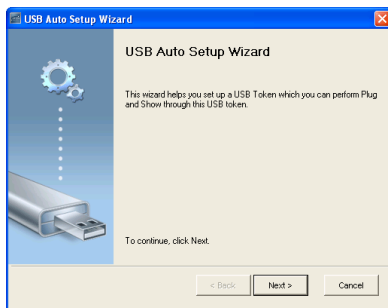 USB Auto Setup Wizard
USB Auto Setup Wizard
This wizard helps you set up a USB Token which you can perform Plug
and Show through this USB token.
To continue, click Next.
< Back
Next >
Cancel